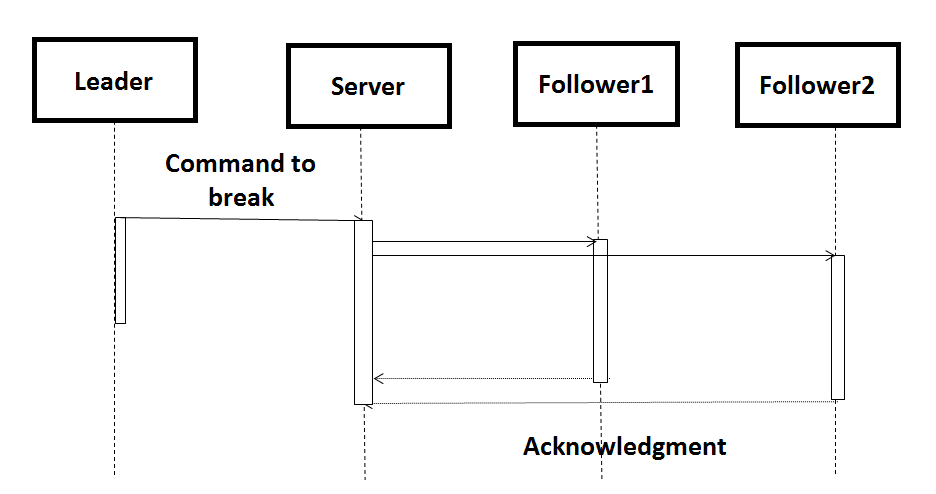 Leader
Server
Follower1
Follower2
Command to
break
Acknowledgment